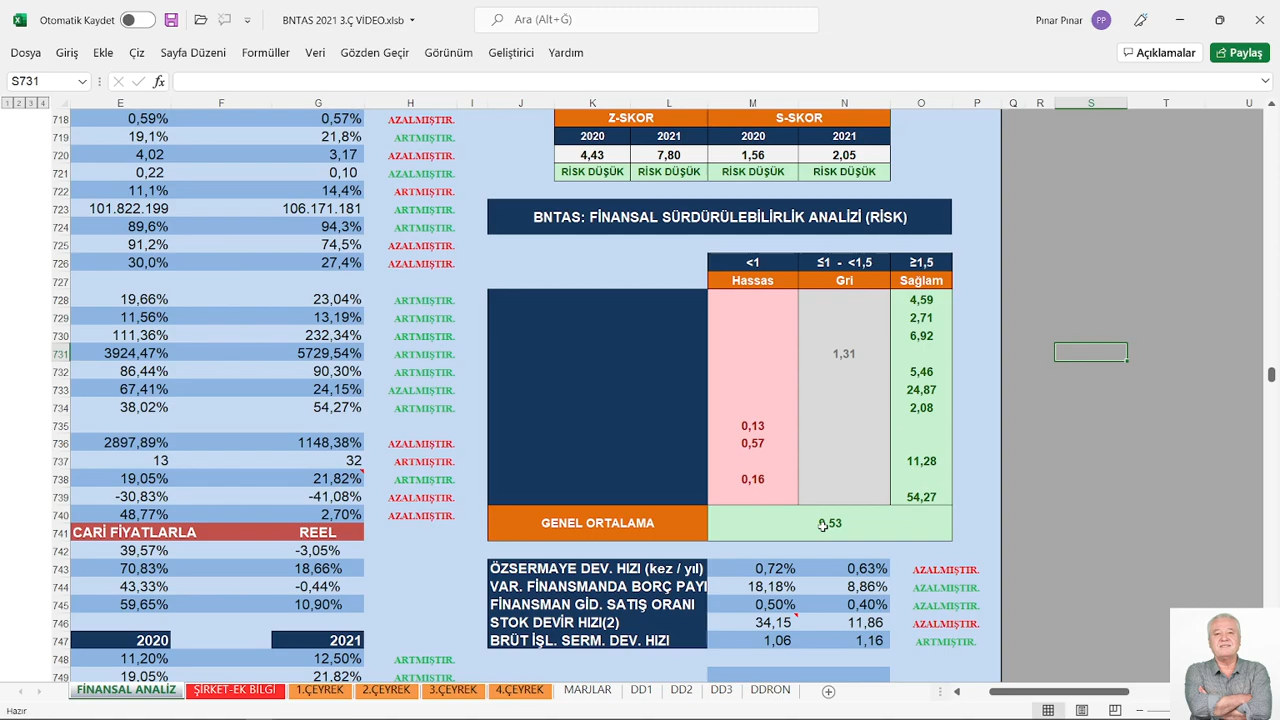 Otomatik Kaydet
BNTAS 2021 3.Ç VİDEO.xlsb
Ara (Alt+Ğ)
Pınar Pınar
PP
Dosya Giriş Ekle Çiz Sayfa Düzeni Formüller Veri Gözden Geçir Görünüm Geliştirici Yardım Açıklamalar Paylaş
S731 fx
1 2 3 4 E F G H I J K L M N O P Q R S T U
718 0,59% 0,57% AZALMIŞTIR. Z-SKOR S-SKOR
719 19,1% 21,8% ARTMIŞTIR. 2020 2021 2020 2021
720 4,02 3,17 AZALMIŞTIR. 4,43 7,80 1,56 2,05
721 0,22 0,10 AZALMIŞTIR. RİSK DÜŞÜK RİSK DÜŞÜK RİSK DÜŞÜK RİSK DÜŞÜK
722 11,1% 14,4% ARTMIŞTIR.
723 101.822.199 106.171.181 ARTMIŞTIR. BNTAS: FİNANSAL SÜRDÜRÜLEBİLİRLİK ANALİZİ (RİSK)
724 89,6% 94,3% ARTMIŞTIR.
725 91,2% 74,5% AZALMIŞTIR.
726 30,0% 27,4% AZALMIŞTIR. <1 ≤1 - <1,5 ≥1,5
727 Hassas Gri Sağlam
728 19,66% 23,04% ARTMIŞTIR. 4,59
729 11,56% 13,19% ARTMIŞTIR. 2,71
730 111,36% 232,34% ARTMIŞTIR. 6,92
731 3924,47% 5729,54% ARTMIŞTIR. 1,31
732 86,44% 90,30% ARTMIŞTIR. 5,46
733 67,41% 24,15% AZALMIŞTIR. 24,87
734 38,02% 54,27% ARTMIŞTIR. 2,08
735 0,13
736 2897,89% 1148,38% AZALMIŞTIR. 0,57
737 13 32 ARTMIŞTIR. 11,28
738 19,05% 21,82% ARTMIŞTIR. 0,16
739 -30,83% -41,08% AZALMIŞTIR. 54,27
740 48,77% 2,70% AZALMIŞTIR. GENEL ORTALAMA
741 CARİ FİYATLARLA REEL
742 39,57% -3,05%
743 70,83% 18,66% ÖZSERMAYE DEV. HIZI (kez / yıl) 0,72% 0,63% AZALMIŞTIR.
744 43,33% -0,44% VAR. FİNANSMANDA BORÇ PAYI 18,18% 8,86% AZALMIŞTIR.
745 59,65% 10,90% FİNANSMAN GİD. SATIŞ ORANI 0,50% 0,40% AZALMIŞTIR.
746 STOK DEVİR HIZI(2) 34,15 11,86 AZALMIŞTIR.
747 2020 2021 BRÜT İŞL. SERM. DEV. HIZI 1,06 1,16 ARTMIŞTIR.
748 11,20% 12,50% ARTMIŞTIR.
749 19,05% 21,82% ARTMIŞTIR.
FİNANSAL ANALİZ ŞİRKET-EK BİLGİ 1.ÇEYREK 2.ÇEYREK 3.ÇEYREK 4.ÇEYREK MARJLAR DD1 DD2 DD3 DDRON
Hazır